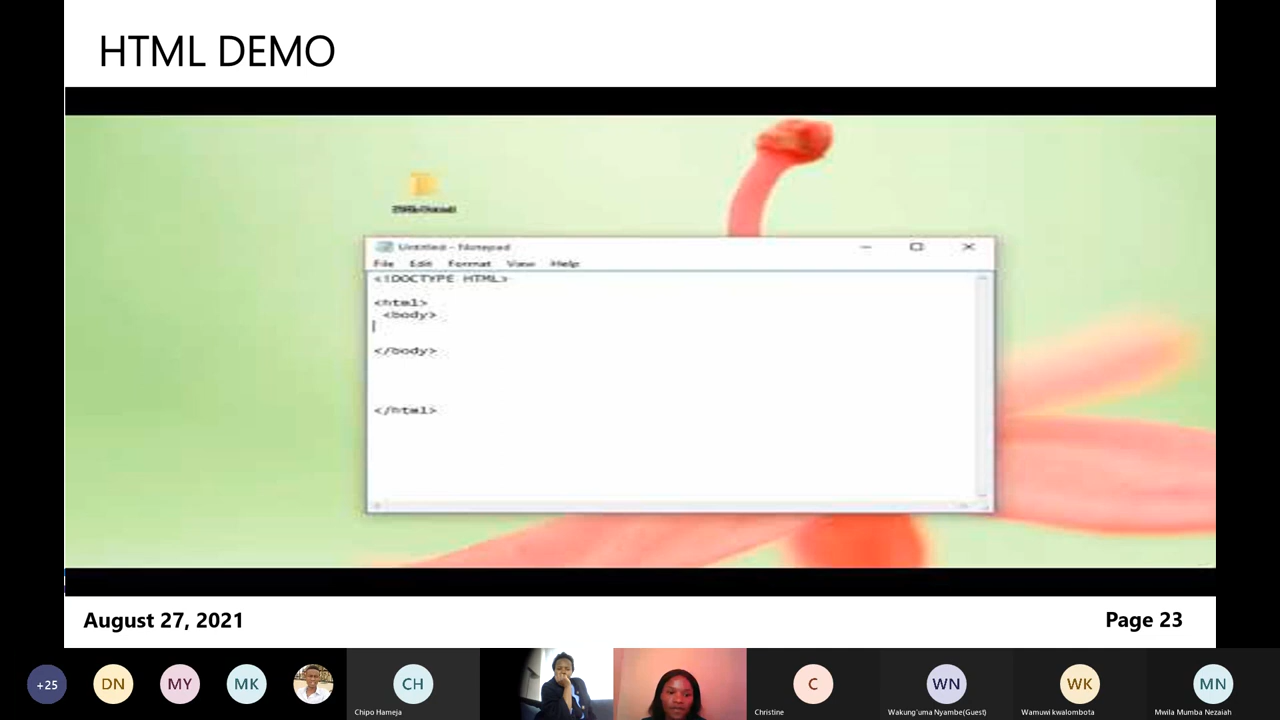 HTML DEMO
Untitled - Notepad
File Edit Format View Help
<!DOCTYPE HTML>
<html>
<body>
</body>
</html>
August 27, 2021
Page 23
+25
DN
MY
MK
CH
Chipo Hameja
C
Christine
WN
Wakung'uma Nyambe(Guest)
WK
Wamuwi kwalombota
MN
Mwila Mumba Nezaiah